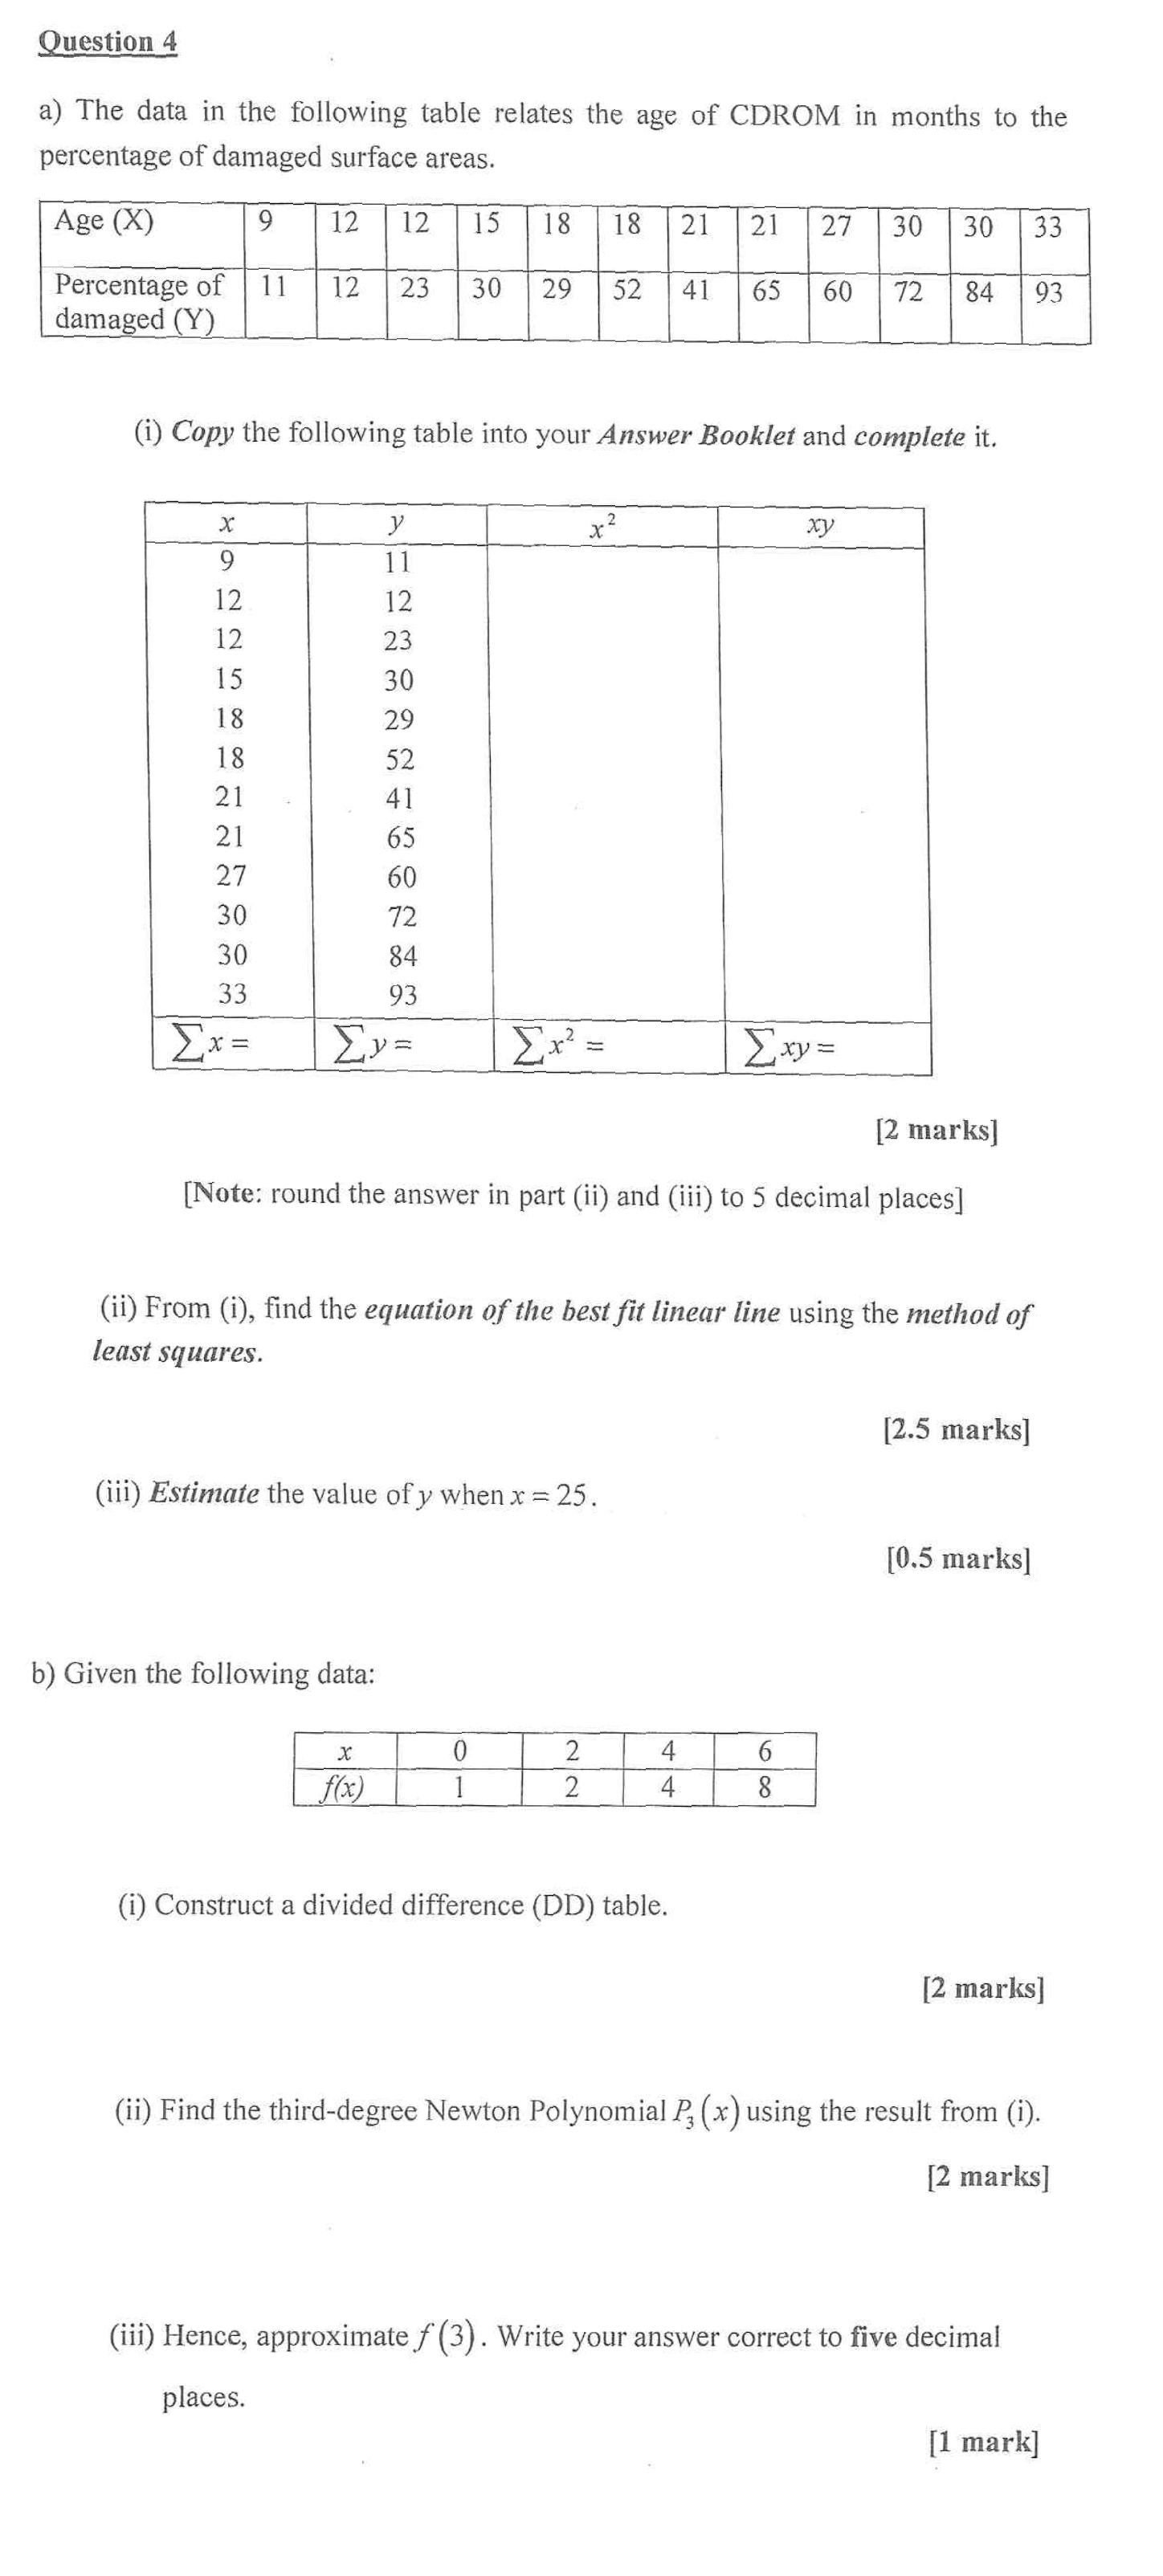 Question 4
a) The data in the following table relates the age of CDROM in months to the
percentage of damaged surface areas.
Age (X) 9 12 12 15 18 18 21 21 27 30 30 33
Percentage of damaged (Y) 11 12 23 30 29 52 41 65 60 72 84 93
(i) Copy the following table into your Answer Booklet and complete it.
x y x² xy
9 11
12 12
12 23
15 30
18 29
18 52
21 41
21 65
27 60
30 72
30 84
33 93
∑x = ∑y = ∑x² = ∑xy =
[2 marks]
[Note: round the answer in part (ii) and (iii) to 5 decimal places]
(ii) From (i), find the equation of the best fit linear line using the method of
least squares.
[2.5 marks]
(iii) Estimate the value of y when x = 25.
[0.5 marks]
b) Given the following data:
x 0 2 4 6
f(x) 1 2 4 8
(i) Construct a divided difference (DD) table.
[2 marks]
(ii) Find the third-degree Newton Polynomial P₃(x) using the result from (i).
[2 marks]
(iii) Hence, approximate f(3). Write your answer correct to five decimal
places.
[1 mark]